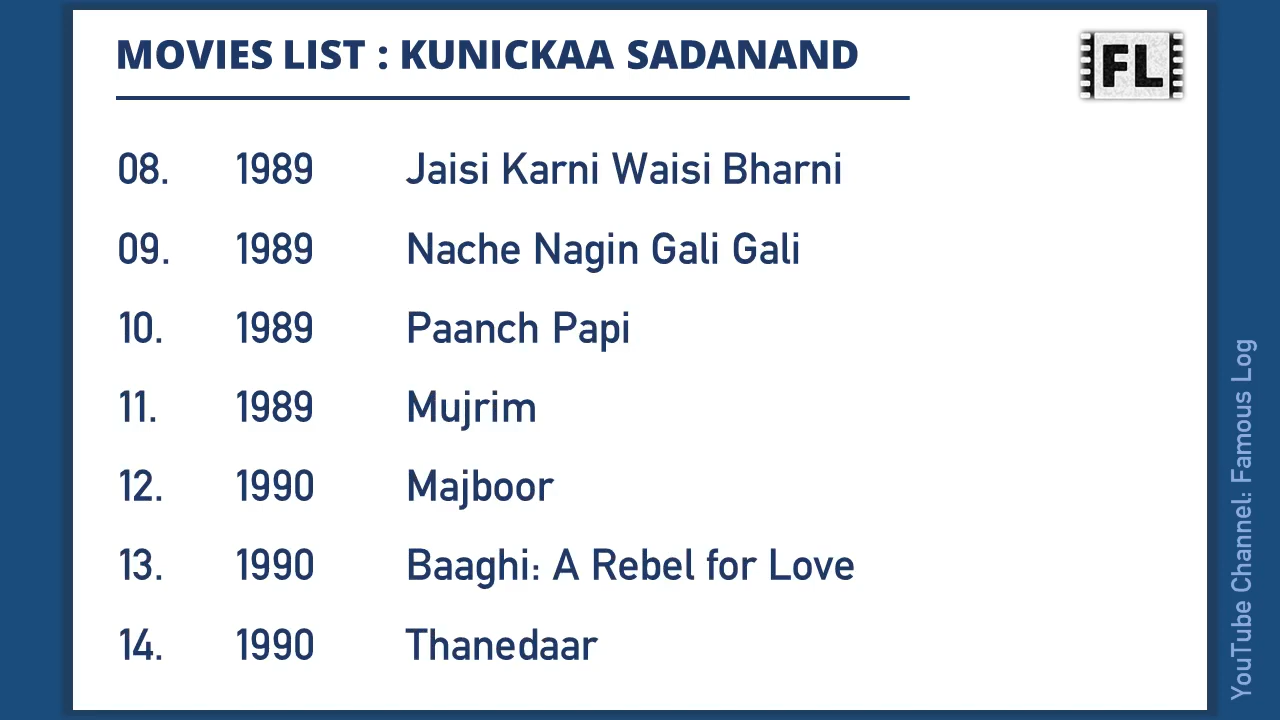 MOVIES LIST : KUNICKAA SADANAND
FL
08. 1989 Jaisi Karni Waisi Bharni
09. 1989 Nache Nagin Gali Gali
10. 1989 Paanch Papi
11. 1989 Mujrim
12. 1990 Majboor
13. 1990 Baaghi: A Rebel for Love
14. 1990 Thanedaar
YouTube Channel: Famous Log